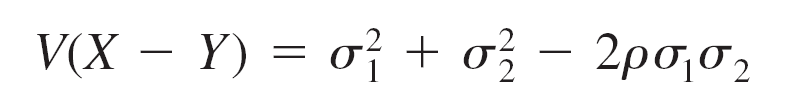 V(X − Y) = σ₁² + σ₂² − 2ρσ₁σ₂